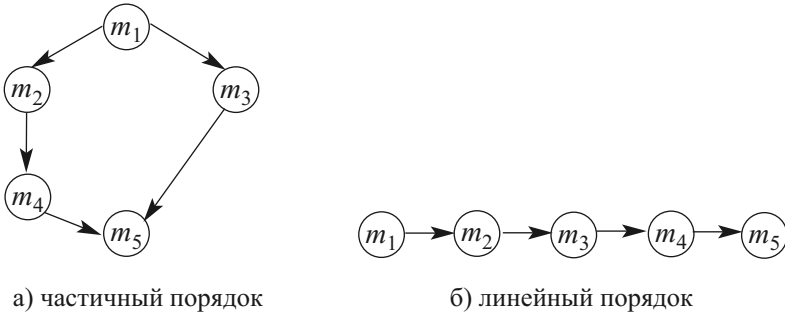 m1
m2
m3
m4
m5
m1 m2 m3 m4 m5
а) частичный порядок
б) линейный порядок